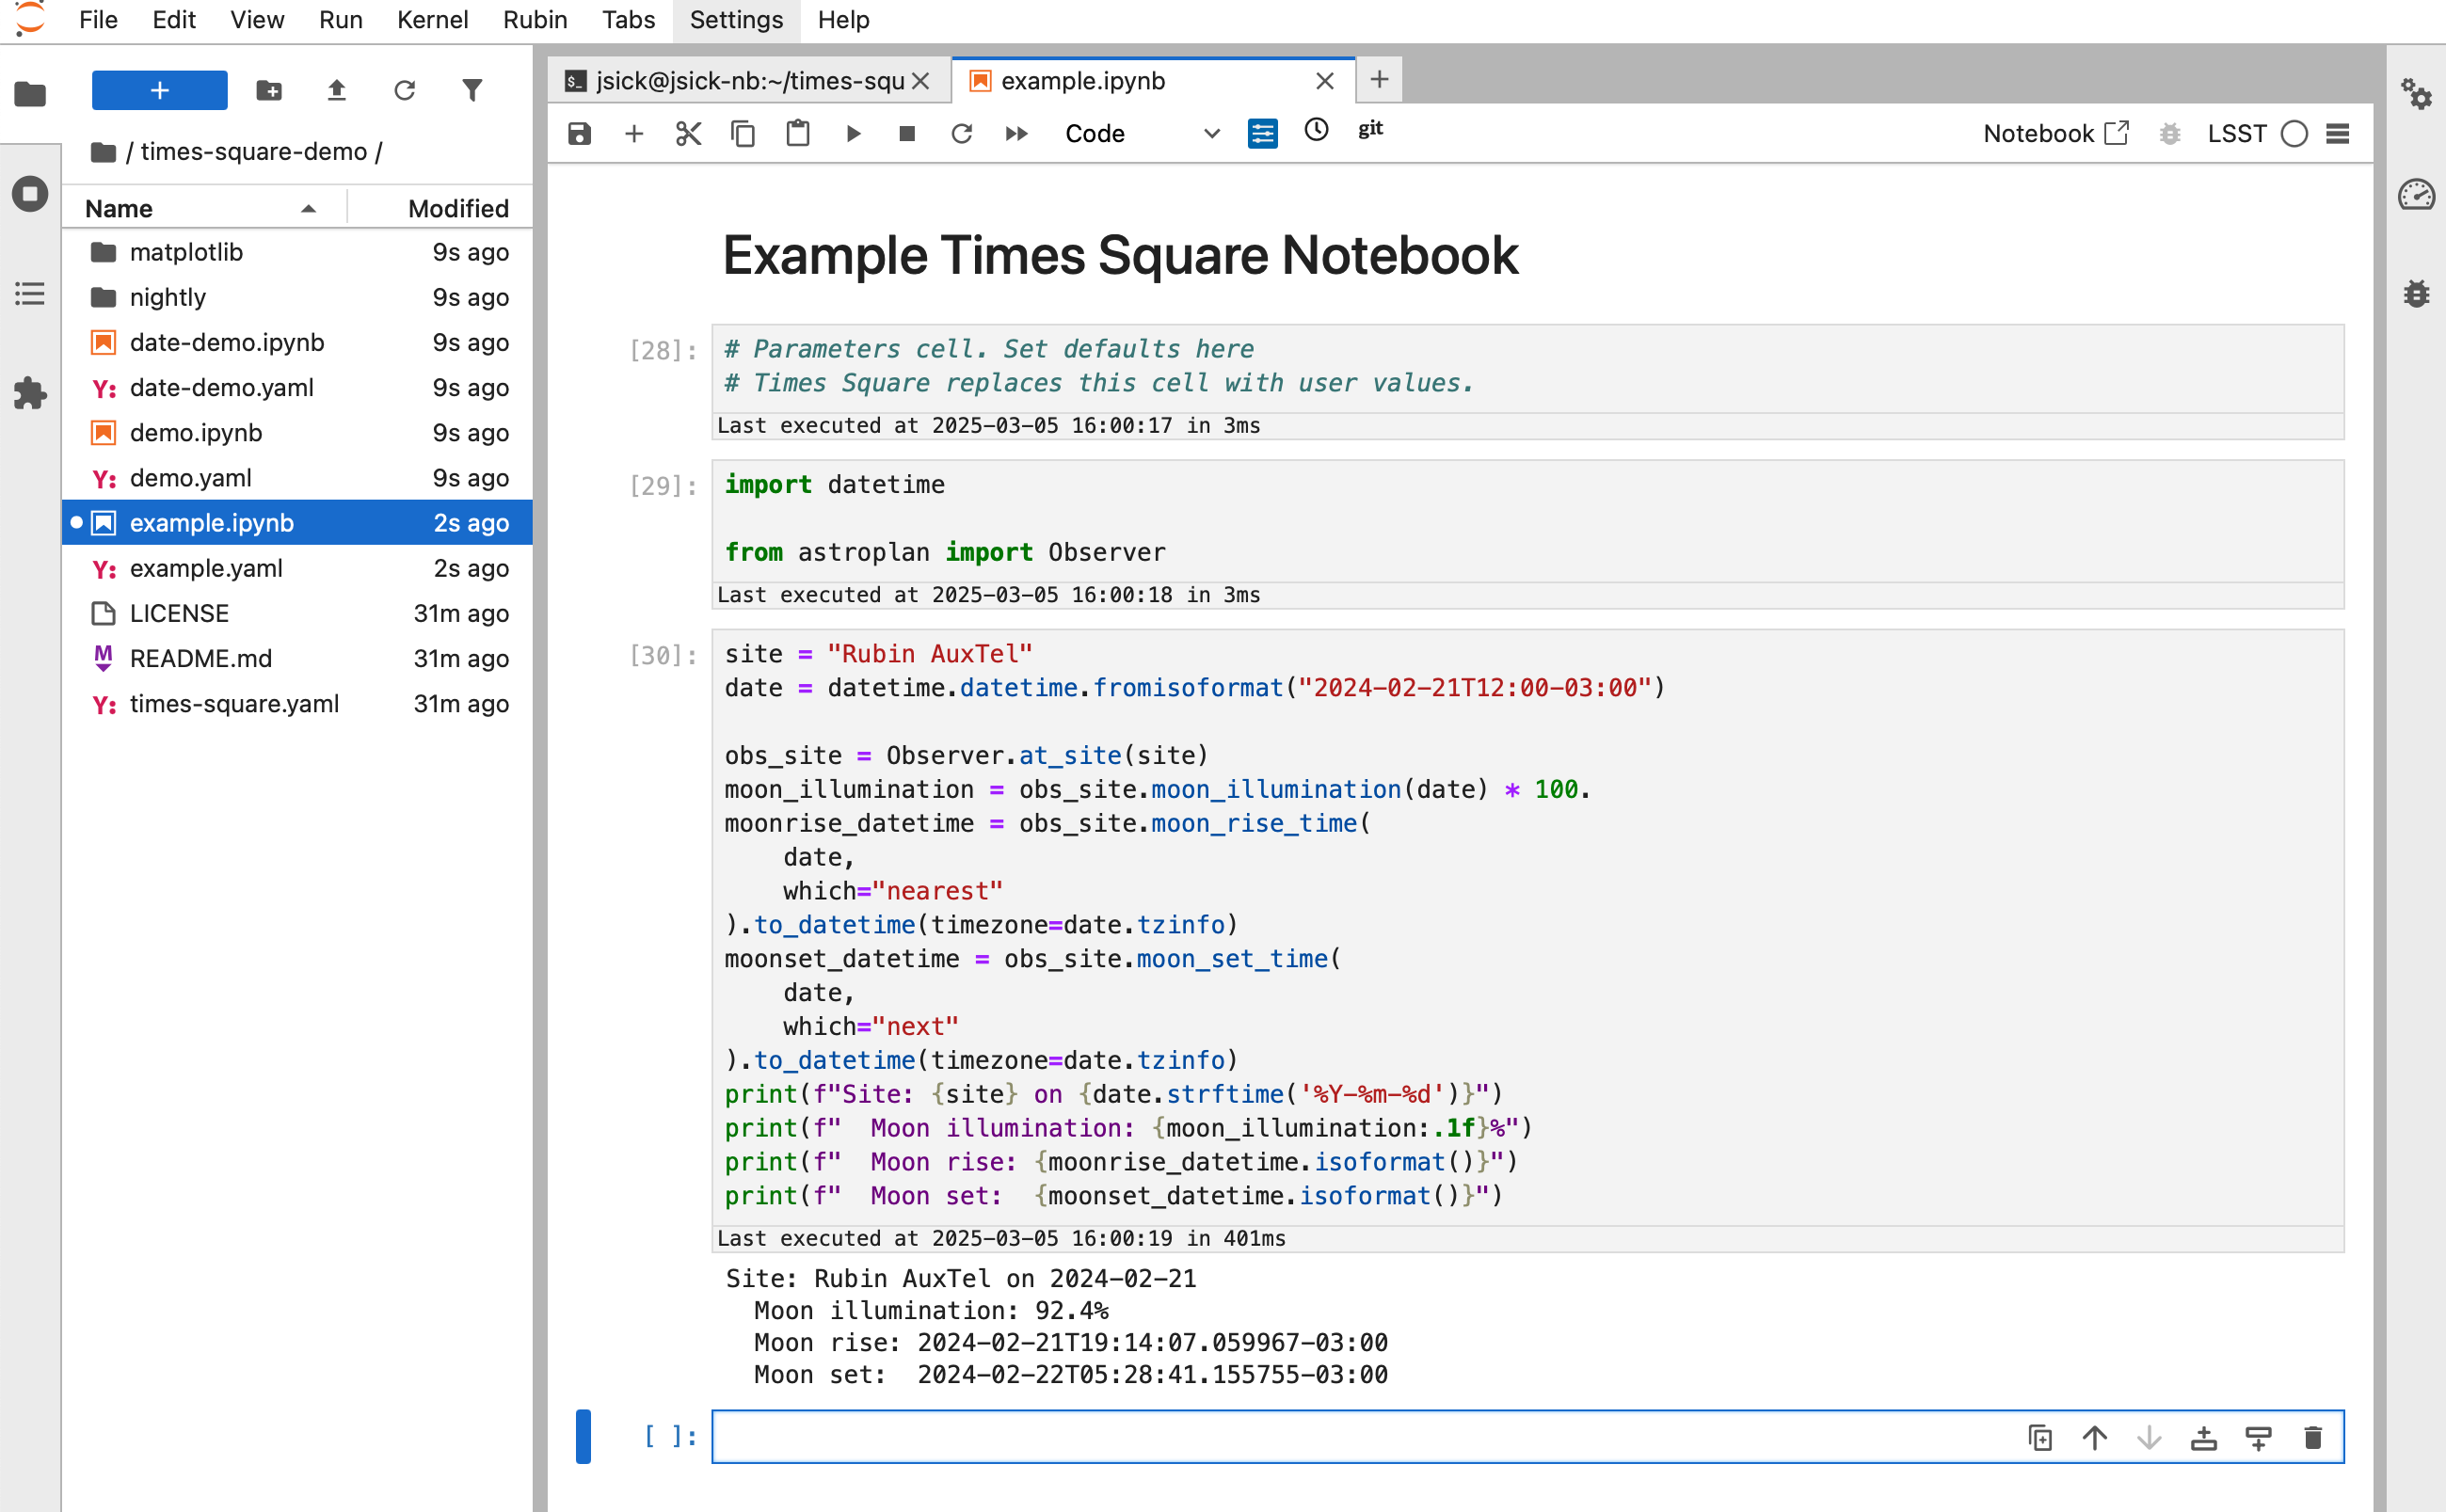 File Edit View Run Kernel Rubin Tabs Settings Help
/ times-square-demo /
Name Modified
matplotlib 9s ago
nightly 9s ago
date-demo.ipynb 9s ago
Y: date-demo.yaml 9s ago
demo.ipynb 9s ago
Y: demo.yaml 9s ago
example.ipynb 2s ago
Y: example.yaml 2s ago
LICENSE 31m ago
M README.md 31m ago
Y: times-square.yaml 31m ago
$_ jsick@jsick-nb:~/times-squ example.ipynb
Code git Notebook LSST
Example Times Square Notebook
[28]: # Parameters cell. Set defaults here
# Times Square replaces this cell with user values.
Last executed at 2025-03-05 16:00:17 in 3ms
[29]: import datetime
from astroplan import Observer
Last executed at 2025-03-05 16:00:18 in 3ms
[30]: site = "Rubin AuxTel"
date = datetime.datetime.fromisoformat("2024-02-21T12:00-03:00")
obs_site = Observer.at_site(site)
moon_illumination = obs_site.moon_illumination(date) * 100.
moonrise_datetime = obs_site.moon_rise_time(
    date,
    which="nearest"
).to_datetime(timezone=date.tzinfo)
moonset_datetime = obs_site.moon_set_time(
    date,
    which="next"
).to_datetime(timezone=date.tzinfo)
print(f"Site: {site} on {date.strftime('%Y-%m-%d')}")
print(f"  Moon illumination: {moon_illumination:.1f}%")
print(f"  Moon rise: {moonrise_datetime.isoformat()}")
print(f"  Moon set:  {moonset_datetime.isoformat()}")
Last executed at 2025-03-05 16:00:19 in 401ms
Site: Rubin AuxTel on 2024-02-21
  Moon illumination: 92.4%
  Moon rise: 2024-02-21T19:14:07.059967-03:00
  Moon set:  2024-02-22T05:28:41.155755-03:00
[ ]: